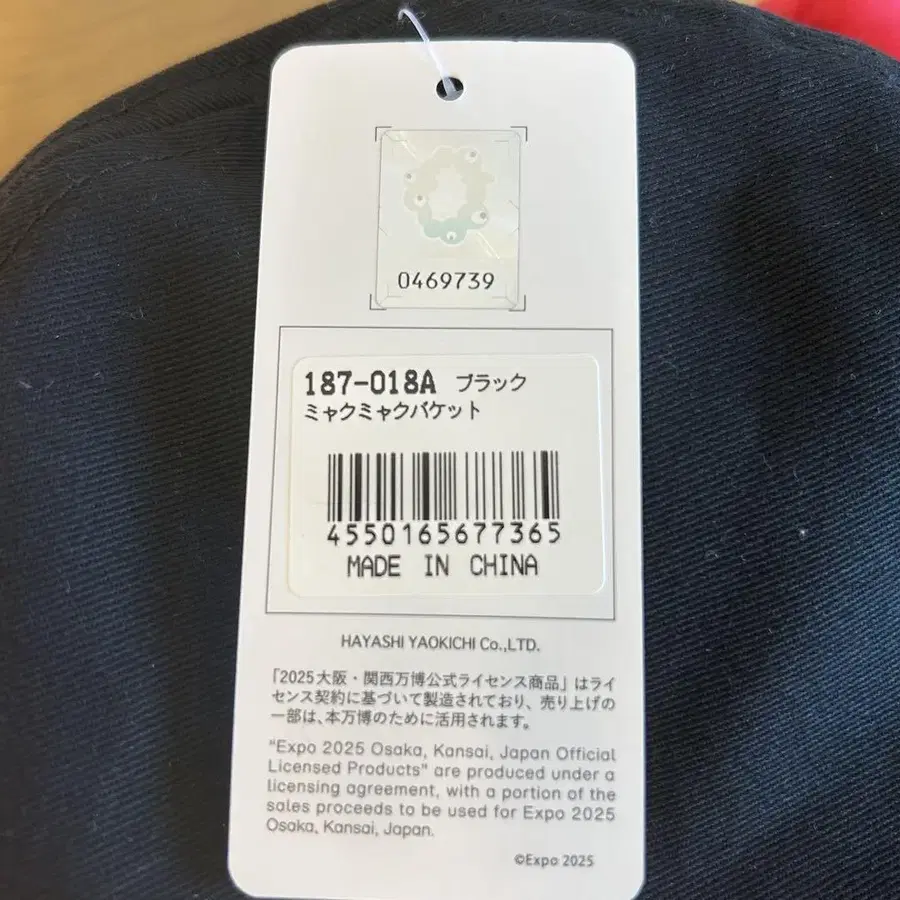 0469739
187-018A ブラック
ミャクミャクバケット
4550165677365
MADE IN CHINA
HAYASHI YAOKICHI Co.,LTD.
「2025大阪・関西万博公式ライセンス商品」はライ
センス契約に基づいて製造されており、売り上げの
一部は、本万博のために活用されます。
"Expo 2025 Osaka, Kansai, Japan Official
Licensed Products" are produced under a
licensing agreement, with a portion of the
sales proceeds to be used for Expo 2025
Osaka, Kansai, Japan.
©Expo 2025